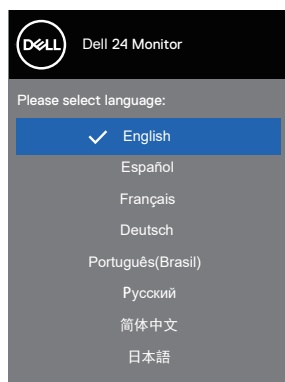 DELL
Dell 24 Monitor
Please select language:
English
Español
Français
Deutsch
Português(Brasil)
Русский
简体中文
日本語